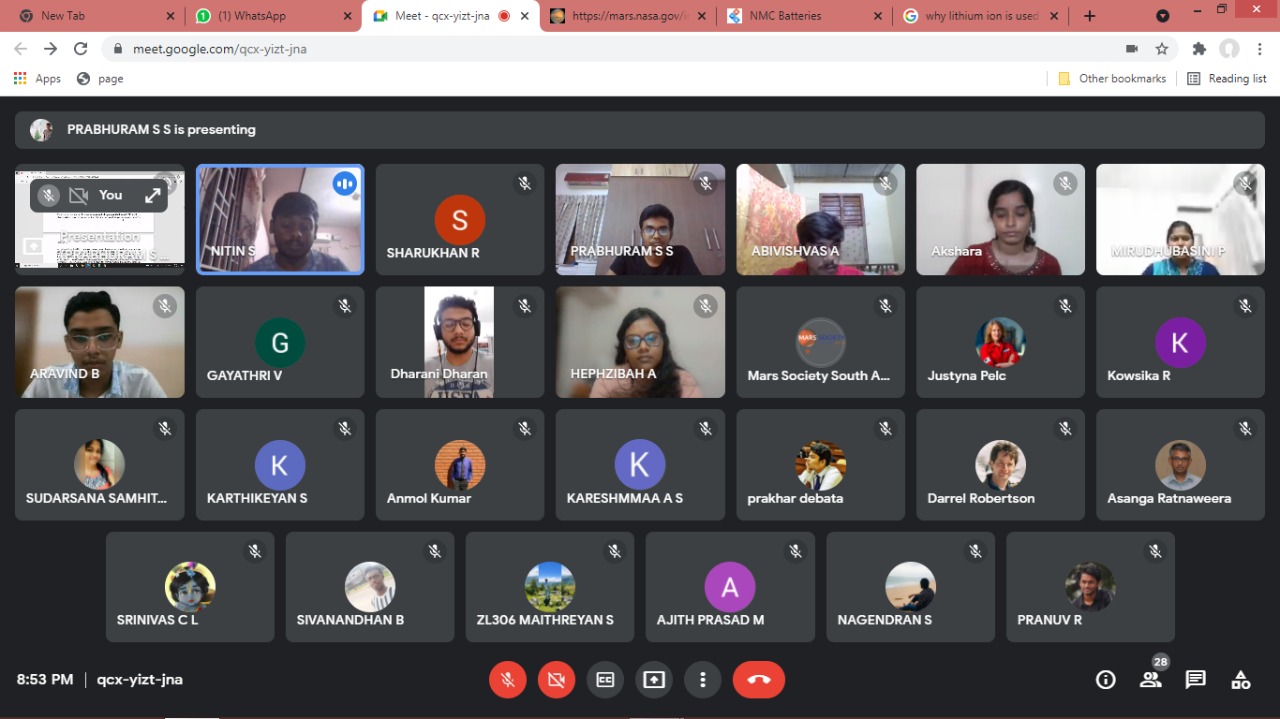 New Tab
(1) WhatsApp
Meet - qcx-yizt-jna
https://mars.nasa.gov/i
NMC Batteries
why lithium ion is used
meet.google.com/qcx-yizt-jna
Apps
page
Other bookmarks
Reading list
PRABHURAM S S is presenting
You
Presentation
(PRABHURAM S ...
NITIN S
S
SHARUKHAN R
PRABHURAM S S
ABIVISHVAS A
Akshara
MIRUDHUBASINI P
ARAVIND B
G
GAYATHRI V
Dharani Dharan
HEPHZIBAH A
MARS SOCIETY
Mars Society South A...
Justyna Pelc
K
Kowsika R
SUDARSANA SAMHIT...
K
KARTHIKEYAN S
Anmol Kumar
K
KARESHMMAA A S
prakhar debata
Darrel Robertson
Asanga Ratnaweera
SRINIVAS C L
SIVANANDHAN B
ZL306 MAITHREYAN S
A
AJITH PRASAD M
NAGENDRAN S
PRANUV R
8:53 PM | qcx-yizt-jna
28